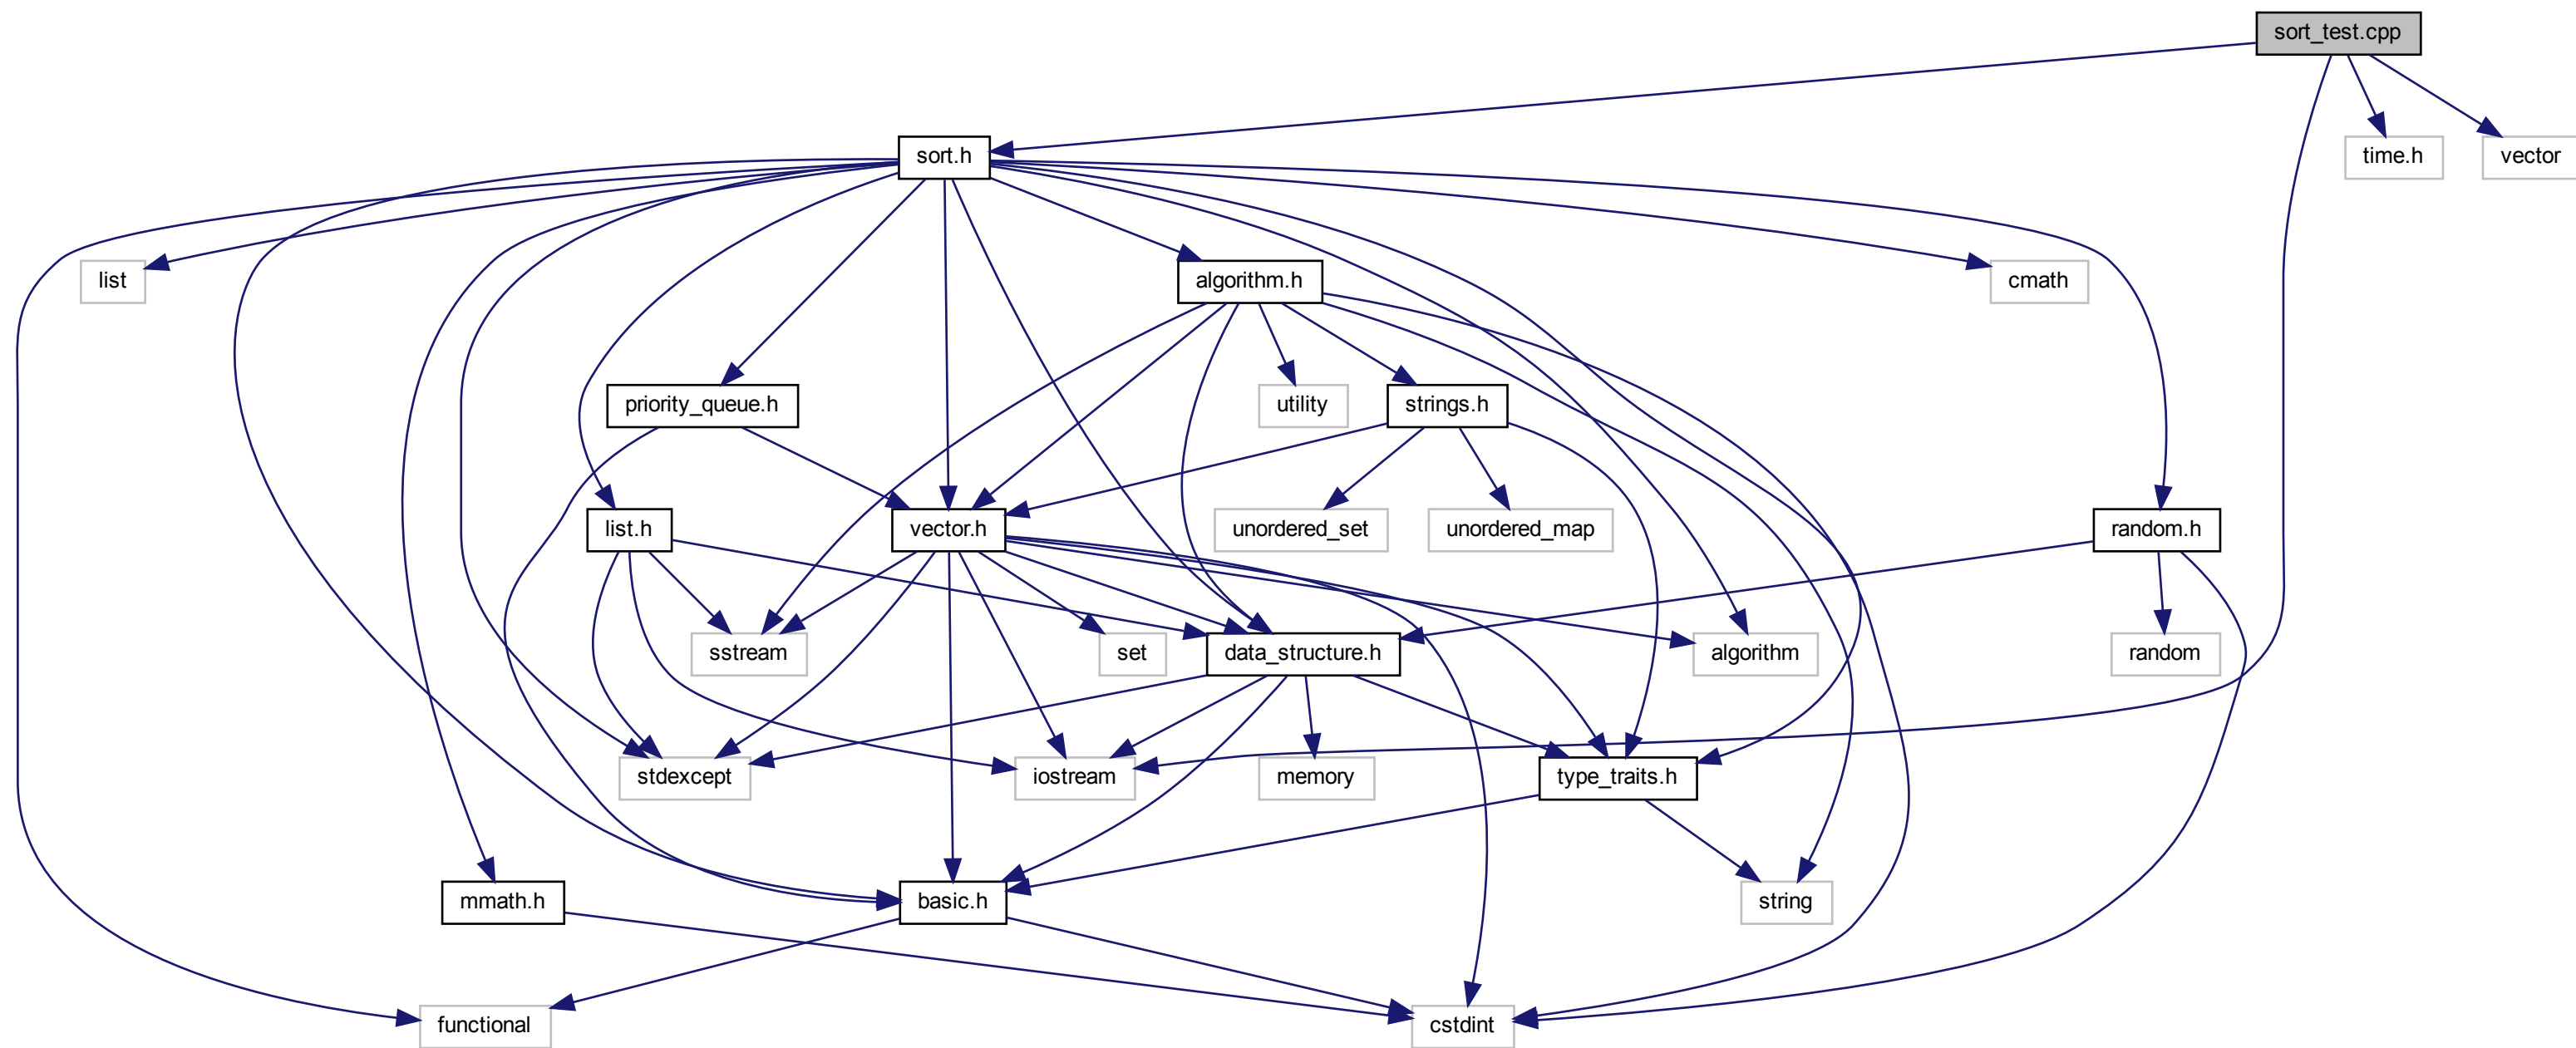 sort_test.cpp
sort.h
time.h
vector
list
algorithm.h
cmath
priority_queue.h
utility
strings.h
list.h
vector.h
unordered_set
unordered_map
random.h
sstream
set
data_structure.h
algorithm
random
stdexcept
iostream
memory
type_traits.h
mmath.h
basic.h
string
functional
cstdint